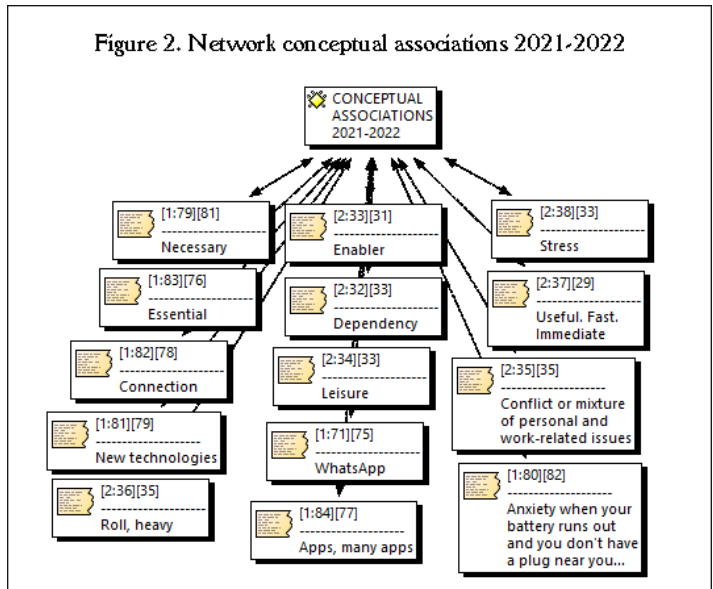 Figure 2. Network conceptual associations 2021-2022
CONCEPTUAL
ASSOCIATIONS
2021-2022
[1:79][81]
Necessary
[1:83][76]
Essential
[1:82][78]
Connection
[1:81][79]
New technologies
[2:36][35]
Roll, heavy
[2:33][31]
Enabler
[2:32][33]
Dependency
[2:34][33]
Leisure
[1:71][75]
WhatsApp
[1:84][77]
Apps, many apps
[2:38][33]
Stress
[2:37][29]
Useful. Fast.
Immediate
[2:35][35]
Conflict or mixture
of personal and
work-related issues
[1:80][82]
Anxiety when your
battery runs out
and you don't have
a plug near you...